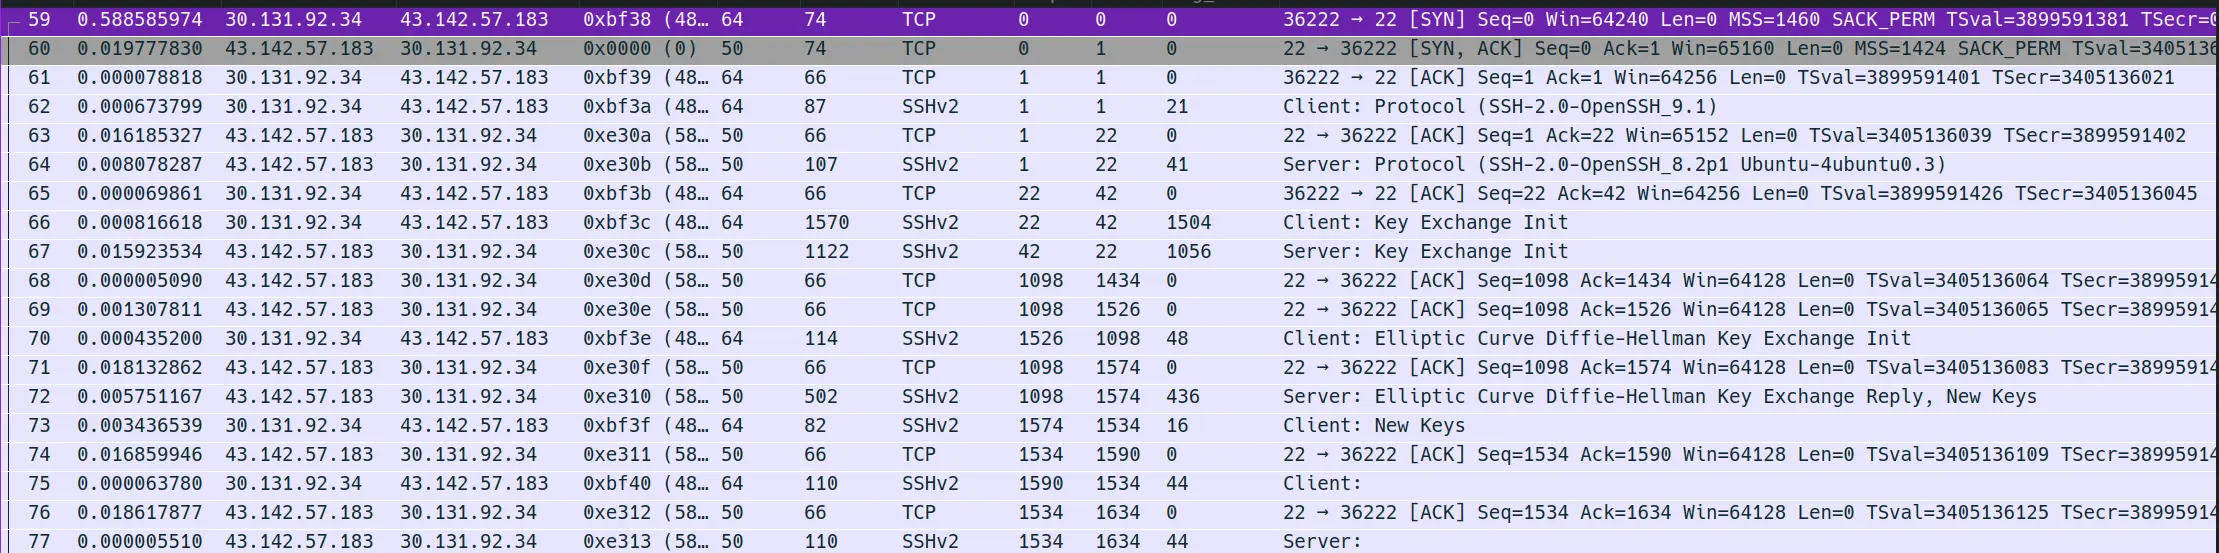 59 0.588585974 30.131.92.34 43.142.57.183 0xbf38 (48… 64 74 TCP 0 0 0 36222 → 22 [SYN] Seq=0 Win=64240 Len=0 MSS=1460 SACK_PERM TSval=3899591381 TSecr=0
60 0.019777830 43.142.57.183 30.131.92.34 0x0000 (0) 50 74 TCP 0 1 0 22 → 36222 [SYN, ACK] Seq=0 Ack=1 Win=65160 Len=0 MSS=1424 SACK_PERM TSval=3405136
61 0.000078818 30.131.92.34 43.142.57.183 0xbf39 (48… 64 66 TCP 1 1 0 36222 → 22 [ACK] Seq=1 Ack=1 Win=64256 Len=0 TSval=3899591401 TSecr=3405136021
62 0.000673799 30.131.92.34 43.142.57.183 0xbf3a (48… 64 87 SSHv2 1 1 21 Client: Protocol (SSH-2.0-OpenSSH_9.1)
63 0.016185327 43.142.57.183 30.131.92.34 0xe30a (58… 50 66 TCP 1 22 0 22 → 36222 [ACK] Seq=1 Ack=22 Win=65152 Len=0 TSval=3405136039 TSecr=3899591402
64 0.008078287 43.142.57.183 30.131.92.34 0xe30b (58… 50 107 SSHv2 1 22 41 Server: Protocol (SSH-2.0-OpenSSH_8.2p1 Ubuntu-4ubuntu0.3)
65 0.000069861 30.131.92.34 43.142.57.183 0xbf3b (48… 64 66 TCP 22 42 0 36222 → 22 [ACK] Seq=22 Ack=42 Win=64256 Len=0 TSval=3899591426 TSecr=3405136045
66 0.000816618 30.131.92.34 43.142.57.183 0xbf3c (48… 64 1570 SSHv2 22 42 1504 Client: Key Exchange Init
67 0.015923534 43.142.57.183 30.131.92.34 0xe30c (58… 50 1122 SSHv2 42 22 1056 Server: Key Exchange Init
68 0.000005090 43.142.57.183 30.131.92.34 0xe30d (58… 50 66 TCP 1098 1434 0 22 → 36222 [ACK] Seq=1098 Ack=1434 Win=64128 Len=0 TSval=3405136064 TSecr=38995914
69 0.001307811 43.142.57.183 30.131.92.34 0xe30e (58… 50 66 TCP 1098 1526 0 22 → 36222 [ACK] Seq=1098 Ack=1526 Win=64128 Len=0 TSval=3405136065 TSecr=38995914
70 0.000435200 30.131.92.34 43.142.57.183 0xbf3e (48… 64 114 SSHv2 1526 1098 48 Client: Elliptic Curve Diffie-Hellman Key Exchange Init
71 0.018132862 43.142.57.183 30.131.92.34 0xe30f (58… 50 66 TCP 1098 1574 0 22 → 36222 [ACK] Seq=1098 Ack=1574 Win=64128 Len=0 TSval=3405136083 TSecr=38995914
72 0.005751167 43.142.57.183 30.131.92.34 0xe310 (58… 50 502 SSHv2 1098 1574 436 Server: Elliptic Curve Diffie-Hellman Key Exchange Reply, New Keys
73 0.003436539 30.131.92.34 43.142.57.183 0xbf3f (48… 64 82 SSHv2 1574 1534 16 Client: New Keys
74 0.016859946 43.142.57.183 30.131.92.34 0xe311 (58… 50 66 TCP 1534 1590 0 22 → 36222 [ACK] Seq=1534 Ack=1590 Win=64128 Len=0 TSval=3405136109 TSecr=38995914
75 0.000063780 30.131.92.34 43.142.57.183 0xbf40 (48… 64 110 SSHv2 1590 1534 44 Client:
76 0.018617877 43.142.57.183 30.131.92.34 0xe312 (58… 50 66 TCP 1534 1634 0 22 → 36222 [ACK] Seq=1534 Ack=1634 Win=64128 Len=0 TSval=3405136125 TSecr=38995914
77 0.000005510 43.142.57.183 30.131.92.34 0xe313 (58… 50 110 SSHv2 1534 1634 44 Server: